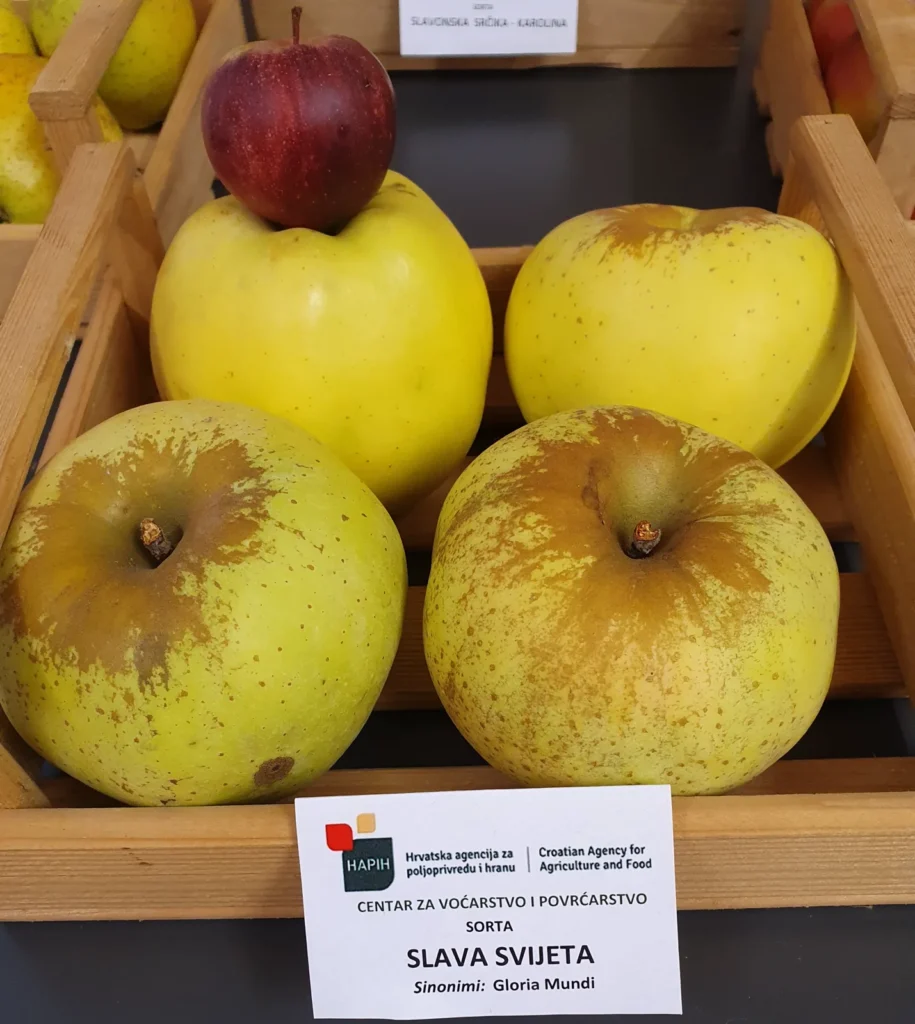 SORTA
SLAVONSKA SRČIKA - KAROLINA
HAPIH
Hrvatska agencija za
poljoprivredu i hranu
Croatian Agency for
Agriculture and Food
CENTAR ZA VOĆARSTVO I POVRĆARSTVO
SORTA
SLAVA SVIJETA
Sinonimi: Gloria Mundi